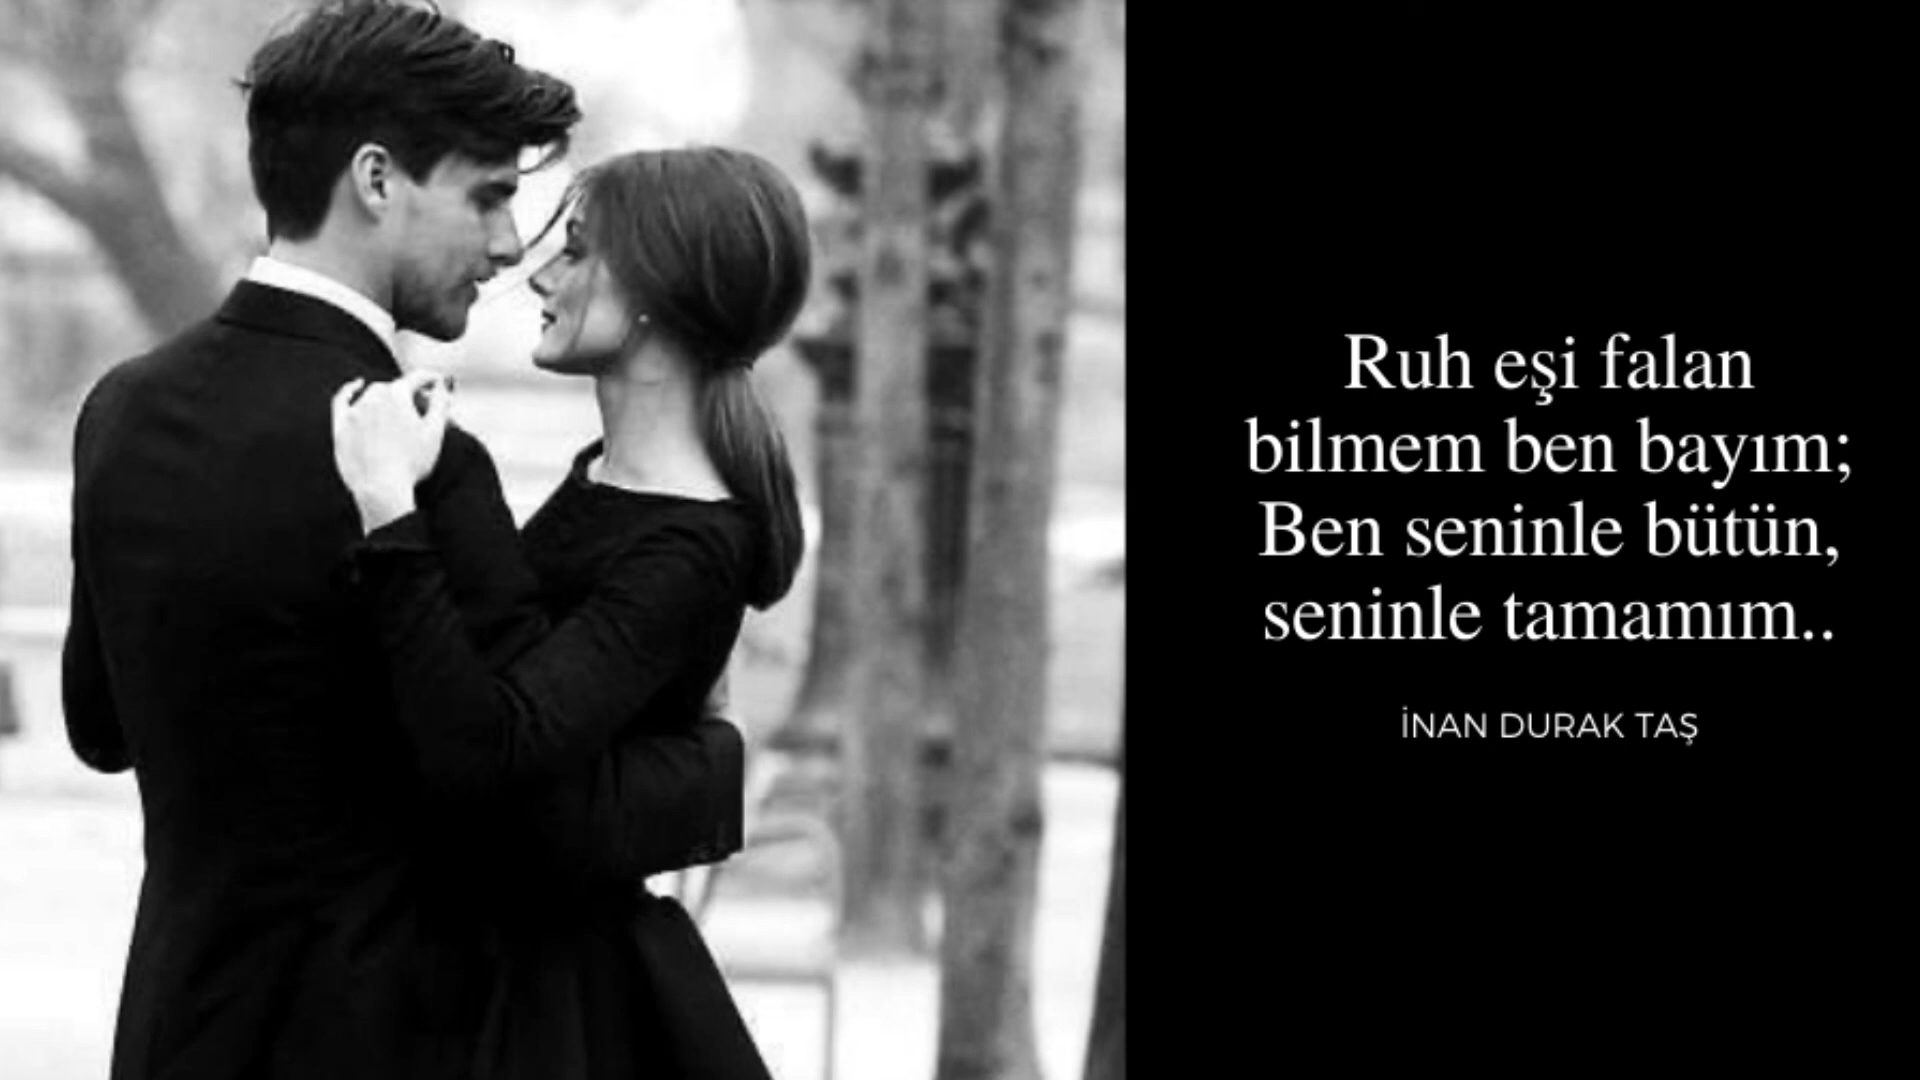 Ruh eşi falan
bilmem ben bayım;
Ben seninle bütün,
seninle tamamım..
İNAN DURAK TAŞ